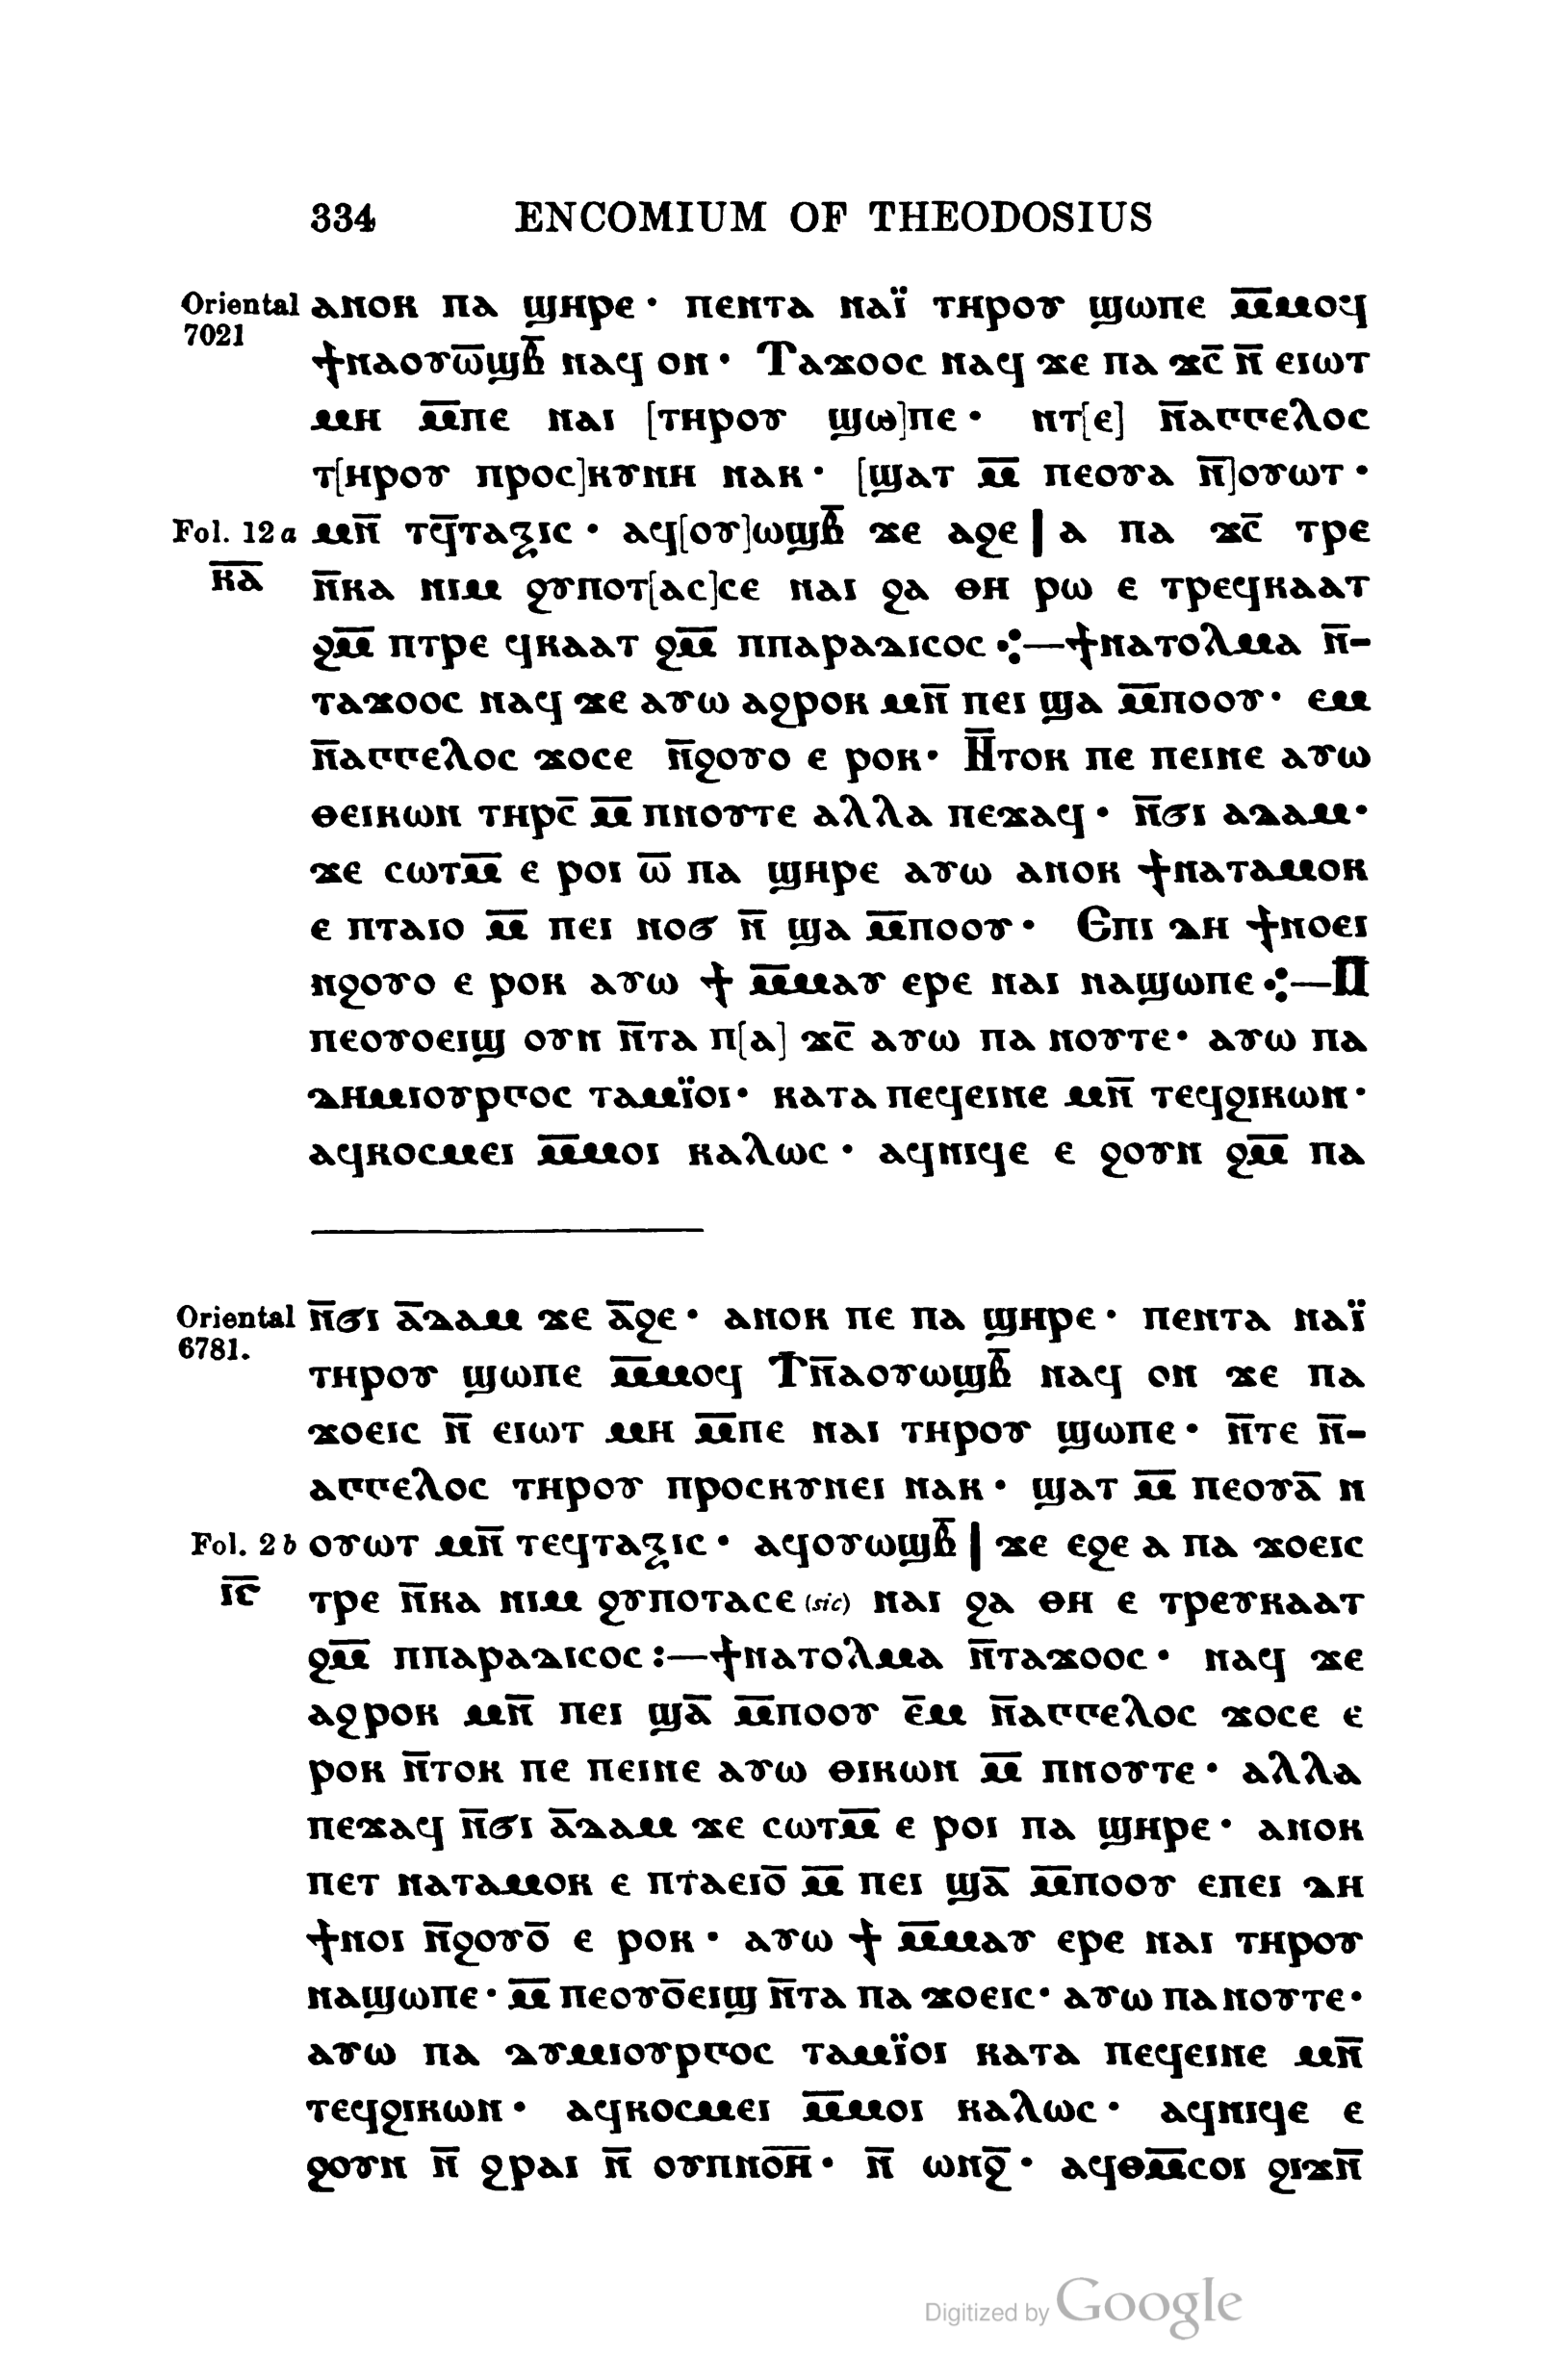 334 ENCOMIUM OF THEODOSIUS
Oriental ⲁⲛⲟⲕ ⲡⲁ ϣⲏⲣⲉ · ⲡⲉⲛⲧⲁ ⲛⲁⲓ̈ ⲧⲏⲣⲟⲩ ϣⲱⲡⲉ ⲙ̅ⲙⲟϥ
7021
ϯⲛⲁⲟⲩⲱ̅ϣⲃ̅ ⲛⲁϥ ⲟⲛ · Ⲧⲁϫⲟⲟⲥ ⲛⲁϥ ϫⲉ ⲡⲁ ϫⲥ̅ ⲛ̅ ⲉⲓⲱⲧ
ⲙⲏ ⲙ̅ⲡⲉ ⲛⲁⲓ [ⲧⲏⲣⲟⲩ ϣⲱ]ⲡⲉ · ⲛⲧ[ⲉ] ⲛ̅ⲁⲅⲅⲉⲗⲟⲥ
ⲧ[ⲏⲣⲟⲩ ⲡⲣⲟⲥ]ⲕⲩⲛⲏ ⲛⲁⲕ · [ϣⲁⲧ ⲙ̅ ⲡⲉⲟⲩⲁ ⲛ̅]ⲟⲩⲱⲧ ·
Fol. 12 a ⲙⲛ̅ ⲧϥ̅ⲧⲁⲝⲓⲥ · ⲁϥ[ⲟⲩ]ⲱϣⲃ̅ ϫⲉ ⲁϩⲉ | ⲁ ⲡⲁ ϫⲥ̅ ⲧⲣⲉ
ⲕ̅ⲁ̅ ⲛ̅ⲕⲁ ⲛⲓⲙ ϩⲩⲡⲟⲧ[ⲁⲥ]ⲥⲉ ⲛⲁⲓ ϩⲁ ⲑⲏ ⲣⲱ ⲉ ⲧⲣⲉϥⲕⲁⲁⲧ
ϩⲙ̅ ⲡⲧⲣⲉ ϥⲕⲁⲁⲧ ϩⲙ̅ ⲡⲡⲁⲣⲁⲇⲓⲥⲟⲥ ⁖—ϯⲛⲁⲧⲟⲗⲙⲁ ⲛ̅-
ⲧⲁϫⲟⲟⲥ ⲛⲁϥ ϫⲉ ⲁⲩⲱ ⲁϩⲣⲟⲕ ⲙⲛ̅ ⲡⲉⲓ ϣⲁ ⲙ̅ⲡⲟⲟⲩ · ⲉⲙ
ⲛ̅ⲁⲅⲅⲉⲗⲟⲥ ϫⲟⲥⲉ ⲛ̅ϩⲟⲩⲟ ⲉ ⲣⲟⲕ · Ⲛ̅ⲧⲟⲕ ⲡⲉ ⲡⲉⲓⲛⲉ ⲁⲩⲱ
ⲑⲉⲓⲕⲱⲛ ⲧⲏⲣⲥ̅ ⲙ̅ ⲡⲛⲟⲩⲧⲉ ⲁⲗⲗⲁ ⲡⲉϫⲁϥ · ⲛ̅ϭⲓ ⲁⲇⲁⲙ ·
ϫⲉ ⲥⲱⲧⲙ̅ ⲉ ⲣⲟⲓ ⲱ̅ ⲡⲁ ϣⲏⲣⲉ ⲁⲩⲱ ⲁⲛⲟⲕ ϯⲛⲁⲧⲁⲙⲟⲕ
ⲉ ⲡⲧⲁⲓⲟ ⲙ̅ ⲡⲉⲓ ⲛⲟϭ ⲛ̅ ϣⲁ ⲙ̅ⲡⲟⲟⲩ · Ⲉⲡⲓ ⲇⲏ ϯⲛⲟⲉⲓ
ⲛϩⲟⲩⲟ ⲉ ⲣⲟⲕ ⲁⲩⲱ ϯ ⲙ̅ⲙⲁⲩ ⲉⲣⲉ ⲛⲁⲓ ⲛⲁϣⲱⲡⲉ ⁖—Ⲡ
ⲡⲉⲟⲩⲟⲉⲓϣ ⲟⲩⲛ ⲛ̅ⲧⲁ ⲡ[ⲁ] ϫⲥ̅ ⲁⲩⲱ ⲡⲁ ⲛⲟⲩⲧⲉ · ⲁⲩⲱ ⲡⲁ
ⲇⲏⲙⲓⲟⲩⲣⲅⲟⲥ ⲧⲁⲙⲓ̈ⲟⲓ · ⲕⲁⲧⲁ ⲡⲉϥⲉⲓⲛⲉ ⲙⲛ̅ ⲧⲉϥϩⲓⲕⲱⲛ ·
ⲁϥⲕⲟⲥⲙⲉⲓ ⲙ̅ⲙⲟⲓ ⲕⲁⲗⲱⲥ · ⲁϥⲛⲓϥⲉ ⲉ ϩⲟⲩⲛ ϩⲙ̅ ⲡⲁ
Oriental ⲛ̅ϭⲓ ⲁ̅ⲇⲁⲙ ϫⲉ ⲁ̅ϩⲉ · ⲁⲛⲟⲕ ⲡⲉ ⲡⲁ ϣⲏⲣⲉ · ⲡⲉⲛⲧⲁ ⲛⲁⲓ̈
6781.
ⲧⲏⲣⲟⲩ ϣⲱⲡⲉ ⲙ̅ⲙⲟϥ Ϯⲛ̅ⲁⲟⲩⲱϣⲃ̅ ⲛⲁϥ ⲟⲛ ϫⲉ ⲡⲁ
ϫⲟⲉⲓⲥ ⲛ̅ ⲉⲓⲱⲧ ⲙⲏ ⲙ̅ⲡⲉ ⲛⲁⲓ ⲧⲏⲣⲟⲩ ϣⲱⲡⲉ · ⲛ̅ⲧⲉ ⲛ̅-
ⲁⲅⲅⲉⲗⲟⲥ ⲧⲏⲣⲟⲩ ⲡⲣⲟⲥⲕⲩⲛⲉⲓ ⲛⲁⲕ · ϣⲁⲧ ⲙ̅ ⲡⲉⲟⲩⲁ̅ ⲛ
Fol. 2 b ⲟⲩⲱⲧ ⲙⲛ̅ ⲧⲉϥⲧⲁⲝⲓⲥ · ⲁϥⲟⲩⲱϣⲃ̅ | ϫⲉ ⲉϩⲉ ⲁ ⲡⲁ ϫⲟⲉⲓⲥ
ⲓ̅ⲋ̅ ⲧⲣⲉ ⲛ̅ⲕⲁ ⲛⲓⲙ ϩⲩⲡⲟⲧⲁⲥⲉ (sic) ⲛⲁⲓ ϩⲁ ⲑⲏ ⲉ ⲧⲣⲉⲩⲕⲁⲁⲧ
ϩⲙ̅ ⲡⲡⲁⲣⲁⲇⲓⲥⲟⲥ :—ϯⲛⲁⲧⲟⲗⲙⲁ ⲛ̅ⲧⲁϫⲟⲟⲥ · ⲛⲁϥ ϫⲉ
ⲁϩⲣⲟⲕ ⲙⲛ̅ ⲡⲉⲓ ϣⲁ̅ ⲙ̅ⲡⲟⲟⲩ ⲉ̅ⲙ ⲛ̅ⲁⲅⲅⲉⲗⲟⲥ ϫⲟⲥⲉ ⲉ
ⲣⲟⲕ ⲛ̅ⲧⲟⲕ ⲡⲉ ⲡⲉⲓⲛⲉ ⲁⲩⲱ ⲑⲓⲕⲱⲛ ⲙ̅ ⲡⲛⲟⲩⲧⲉ · ⲁⲗⲗⲁ
ⲡⲉϫⲁϥ ⲛ̅ϭⲓ ⲁ̅ⲇⲁⲙ ϫⲉ ⲥⲱⲧⲙ̅ ⲉ ⲣⲟⲓ ⲡⲁ ϣⲏⲣⲉ · ⲁⲛⲟⲕ
ⲡⲉⲧ ⲛⲁⲧⲁⲙⲟⲕ ⲉ ⲡⲧⲁⲉⲓⲟ̅ ⲙ̅ ⲡⲉⲓ ϣⲁ̅ ⲙ̅ⲡⲟⲟⲩ ⲉⲡⲉⲓ ⲇⲏ
ϯⲛⲟⲓ ⲛ̅ϩⲟⲩⲟ̅ ⲉ ⲣⲟⲕ · ⲁⲩⲱ ϯ ⲙ̅ⲙⲁⲩ ⲉⲣⲉ ⲛⲁⲓ ⲧⲏⲣⲟⲩ
ⲛⲁϣⲱⲡⲉ · ⲙ̅ ⲡⲉⲟⲩⲟ̅ⲉⲓϣ ⲛ̅ⲧⲁ ⲡⲁ ϫⲟⲉⲓⲥ · ⲁⲩⲱ ⲡⲁ ⲛⲟⲩⲧⲉ ·
ⲁⲩⲱ ⲡⲁ ⲇⲩⲙⲓⲟⲩⲣⲅⲟⲥ ⲧⲁⲙⲓ̈ⲟⲓ ⲕⲁⲧⲁ ⲡⲉϥⲉⲓⲛⲉ ⲙⲛ̅
ⲧⲉϥϩⲓⲕⲱⲛ · ⲁϥⲕⲟⲥⲙⲉⲓ ⲙ̅ⲙⲟⲓ ⲕⲁⲗⲱⲥ · ⲁϥⲛⲓϥⲉ ⲉ
ϩⲟⲩⲛ ⲛ̅ ϩⲣⲁⲓ ⲛ̅ ⲟⲩⲡⲛⲟ̅ⲏ̅ · ⲛ̅ ⲱⲛϩ̅ · ⲁϥⲑⲙ̅ⲥⲟⲓ ϩⲓϫⲛ̅
Digitized by Google